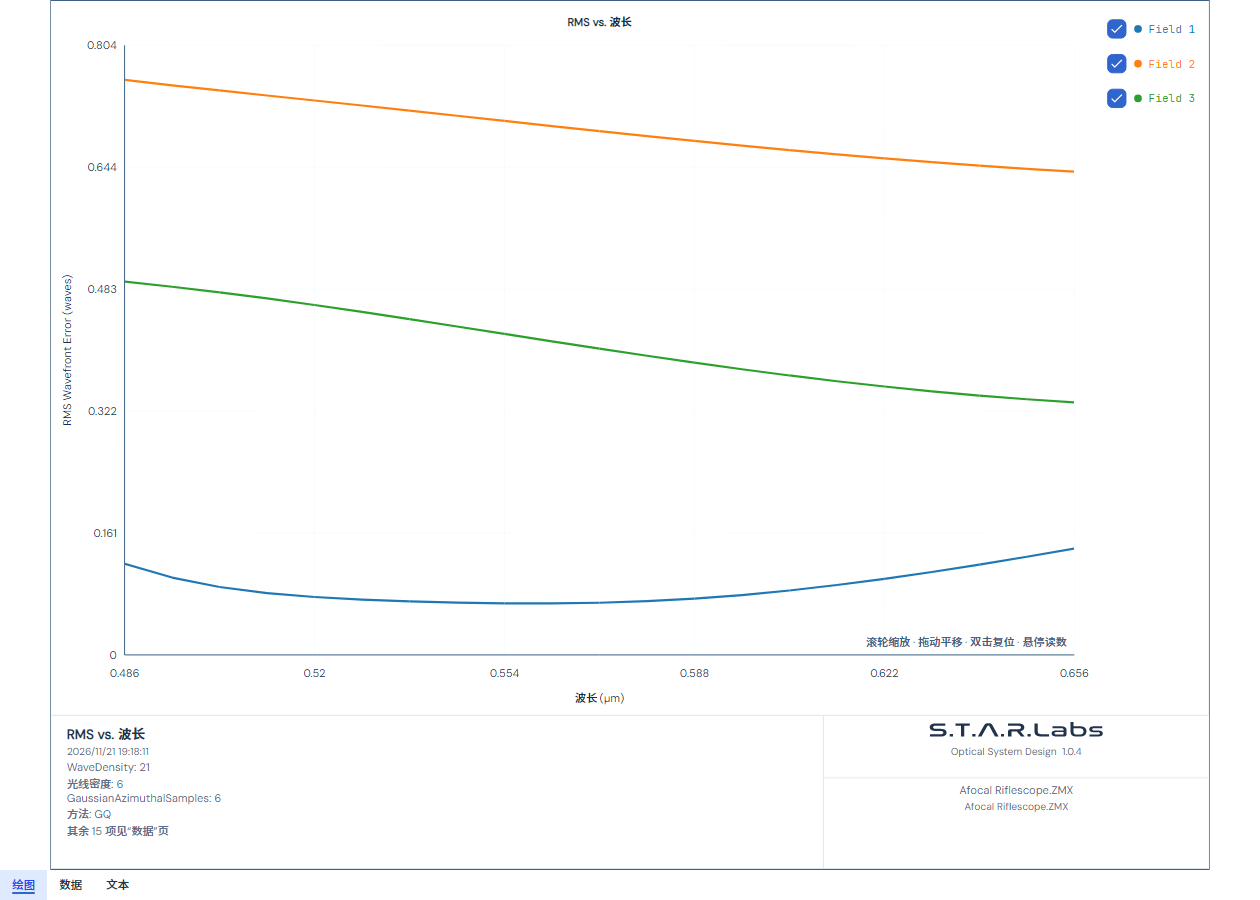 RMS vs. 波长
Field 1
Field 2
Field 3
0.804
0.644
0.483
0.322
0.161
0
RMS Wavefront Error (waves)
滚轮缩放 · 拖动平移 · 双击复位 · 悬停读数
0.486
0.52
0.554
0.588
0.622
0.656
波长 (μm)
RMS vs. 波长
2026/11/21 19:18:11
WaveDensity: 21
光线密度: 6
GaussianAzimuthalSamples: 6
方法: GQ
其余 15 项见“数据”页
S.T.A.R.Labs
Optical System Design 1.0.4
Afocal Riflescope.ZMX
Afocal Riflescope.ZMX
绘图
数据
文本